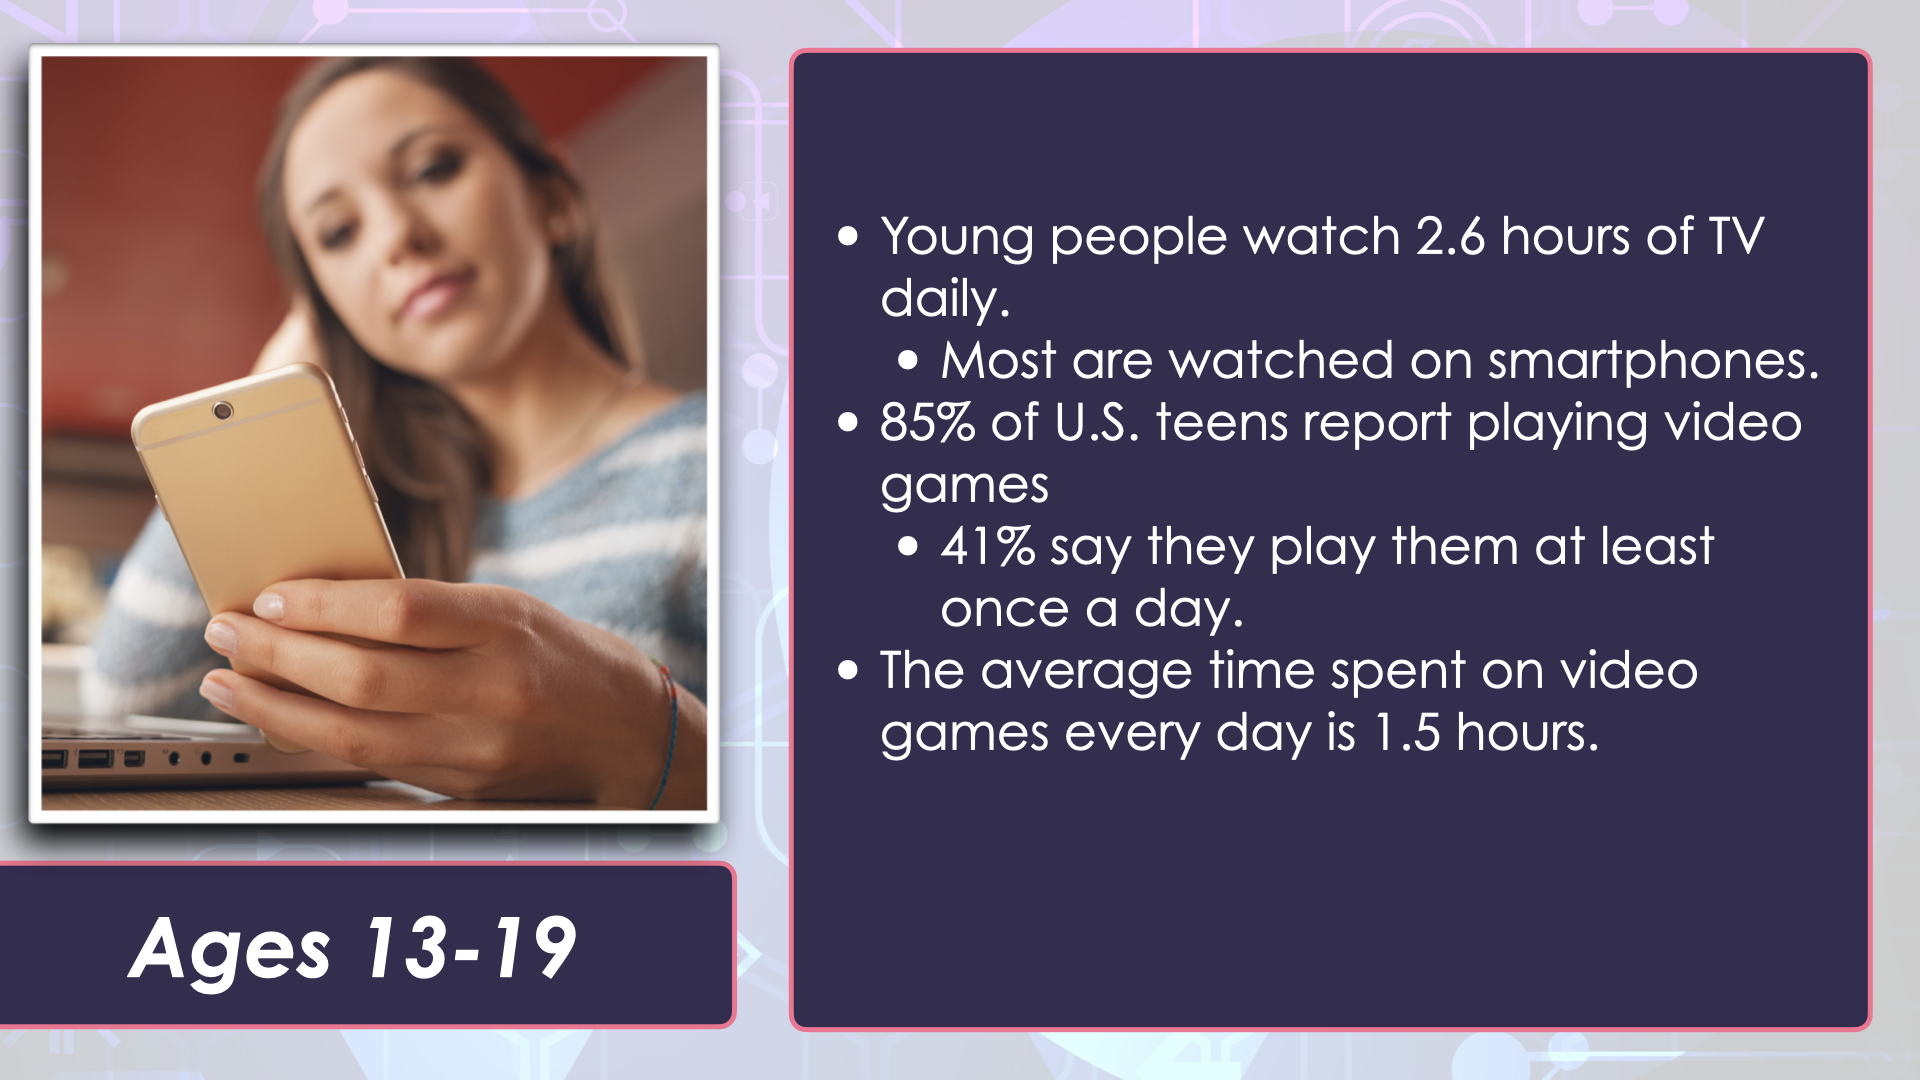 • Young people watch 2.6 hours of TV
daily.
• Most are watched on smartphones.
• 85% of U.S. teens report playing video
games
• 41% say they play them at least
once a day.
• The average time spent on video
games every day is 1.5 hours.
Ages 13-19